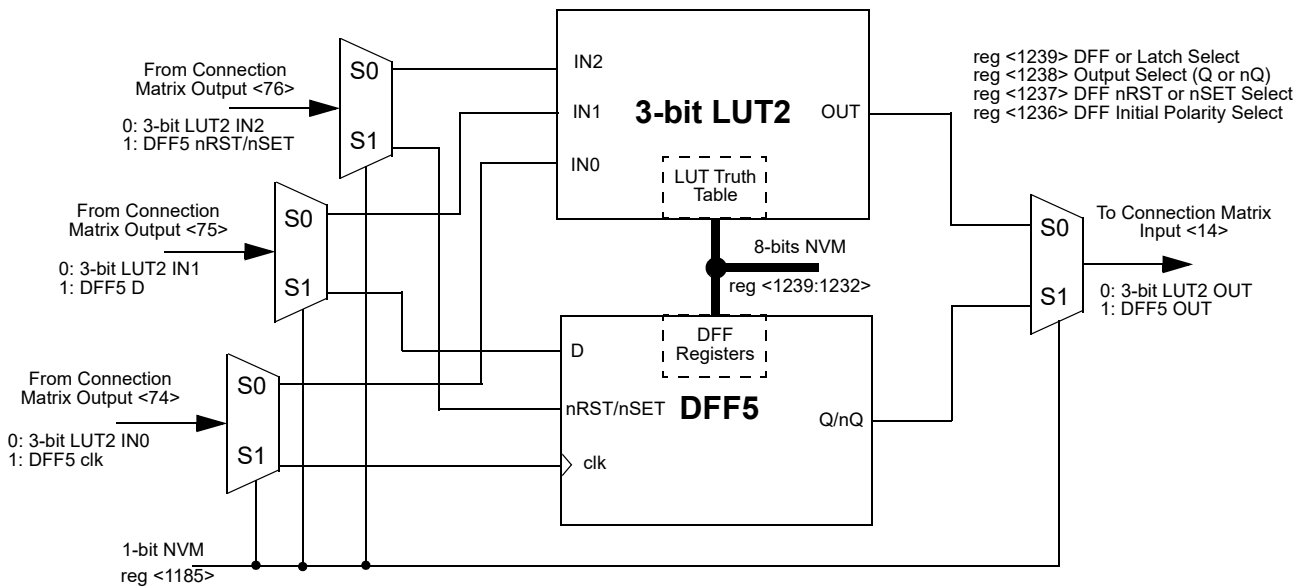 From Connection
Matrix Output <76>
0: 3-bit LUT2 IN2
1: DFF5 nRST/nSET
S0
S1
From Connection
Matrix Output <75>
0: 3-bit LUT2 IN1
1: DFF5 D
S0
S1
From Connection
Matrix Output <74>
0: 3-bit LUT2 IN0
1: DFF5 clk
S0
S1
1-bit NVM
reg <1185>
IN2
IN1
IN0
3-bit LUT2
OUT
LUT Truth
Table
8-bits NVM
reg <1239:1232>
DFF
Registers
D
nRST/nSET
clk
DFF5
Q/nQ
reg <1239> DFF or Latch Select
reg <1238> Output Select (Q or nQ)
reg <1237> DFF nRST or nSET Select
reg <1236> DFF Initial Polarity Select
S0
S1
To Connection Matrix
Input <14>
0: 3-bit LUT2 OUT
1: DFF5 OUT